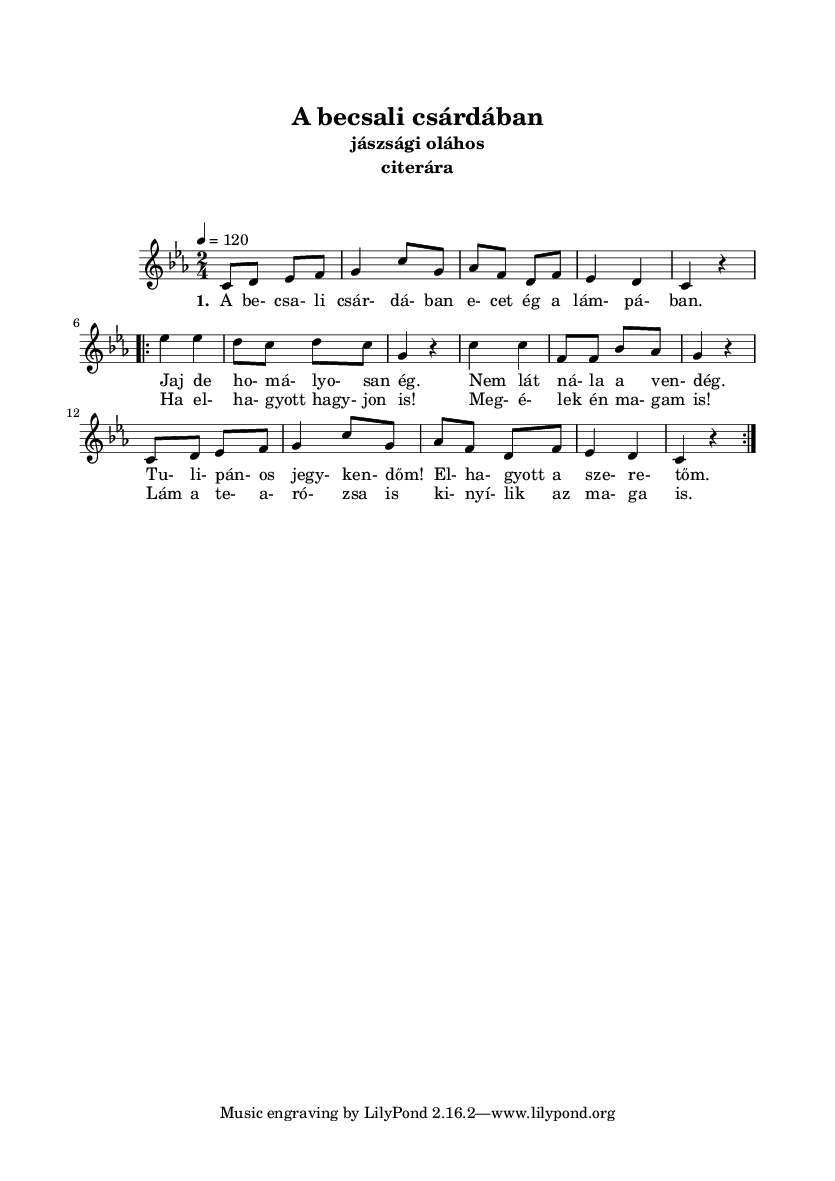 A becsali csárdában
jászsági oláhos
citerára
= 120
2
4
1. A be- csa- li csár- dá- ban e- cet ég a lám- pá- ban.
6
Jaj de ho- má- lyo- san ég. Nem lát ná- la a ven- dég.
Ha el- ha- gyott hagy- jon is! Meg- é- lek én ma- gam is!
12
Tu- li- pán- os jegy- ken- dőm! El- ha- gyott a sze- re- tőm.
Lám a te- a- ró- zsa is ki- nyí- lik az ma- ga is.
Music engraving by LilyPond 2.16.2—www.lilypond.org